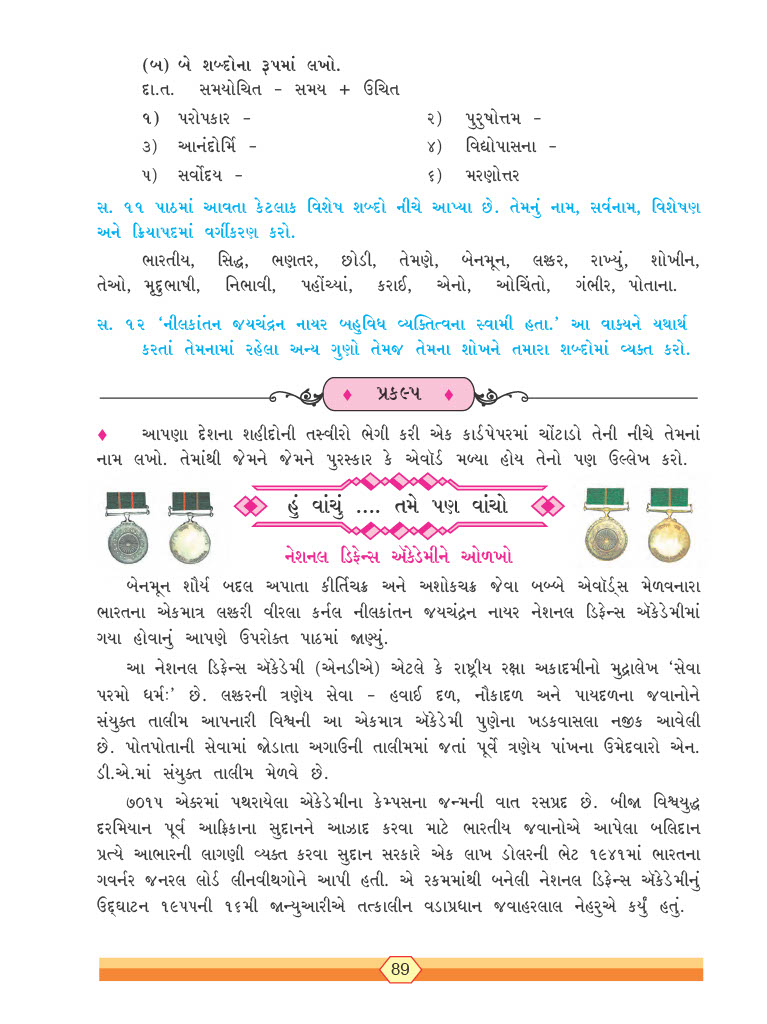 (બ) બે શબ્દોના રૂપમાં લખો.
દા.ત. સમયોચિત - સમય + ઉચિત
૧) પરોપકાર - ૨) પુરુષોત્તમ -
૩) આનંદોર્મિ - ૪) વિદ્યોપાસના -
૫) સર્વોદય - ૬) મરણોત્તર
સ. ૧૧ પાઠમાં આવતા કેટલાક વિશેષ શબ્દો નીચે આપ્યા છે. તેમનું નામ, સર્વનામ, વિશેષણ
અને ક્રિયાપદમાં વર્ગીકરણ કરો.
ભારતીય, સિદ્ધ, ભણતર, છોડી, તેમણે, બેનમૂન, લશ્કર, રાખ્યું, શોખીન,
તેઓ, મૃદુભાષી, નિભાવી, પહોંચ્યાં, કરાઈ, એનો, ઓચિંતો, ગંભીર, પોતાના.
સ. ૧૨ ‘નીલકાંતન જયચંદ્રન નાયર બહુવિધ વ્યક્તિત્વના સ્વામી હતા.’ આ વાક્યને યથાર્થ
કરતાં તેમનામાં રહેલા અન્ય ગુણો તેમજ તેમના શોખને તમારા શબ્દોમાં વ્યક્ત કરો.
પ્રકલ્પ
આપણા દેશના શહીદોની તસ્વીરો ભેગી કરી એક કાર્ડપેપરમાં ચોંટાડો તેની નીચે તેમનાં
નામ લખો. તેમાંથી જેમને જેમને પુરસ્કાર કે એવૉર્ડ મળ્યા હોય તેનો પણ ઉલ્લેખ કરો.
હું વાંચું .... તમે પણ વાંચો
નેશનલ ડિફેન્સ ઍકેડેમીને ઓળખો
બેનમૂન શૌર્ય બદલ અપાતા કીર્તિચક્ર અને અશોકચક્ર જેવા બબ્બે એવૉર્ડ્સ મેળવનારા
ભારતના એકમાત્ર લશ્કરી વીરલા કર્નલ નીલકાંતન જયચંદ્રન નાયર નેશનલ ડિફેન્સ ઍકેડેમીમાં
ગયા હોવાનું આપણે ઉપરોક્ત પાઠમાં જાણ્યું.
આ નેશનલ ડિફેન્સ ઍકેડેમી (એનડીએ) એટલે કે રાષ્ટ્રીય રક્ષા અકાદમીનો મુદ્રાલેખ ‘સેવા
પરમો ધર્મઃ’ છે. લશ્કરની ત્રણેય સેવા - હવાઈ દળ, નૌકાદળ અને પાયદળના જવાનોને
સંયુક્ત તાલીમ આપનારી વિશ્વની આ એકમાત્ર ઍકેડેમી પુણેના ખડકવાસલા નજીક આવેલી
છે. પોતપોતાની સેવામાં જોડાતા અગાઉની તાલીમમાં જતાં પૂર્વે ત્રણેય પાંખના ઉમેદવારો એન.
ડી.એ.માં સંયુક્ત તાલીમ મેળવે છે.
૭૦૧૫ એકરમાં પથરાયેલા એકેડેમીના કેમ્પસના જન્મની વાત રસપ્રદ છે. બીજા વિશ્વયુદ્ધ
દરમિયાન પૂર્વ આફ્રિકાના સુદાનને આઝાદ કરવા માટે ભારતીય જવાનોએ આપેલા બલિદાન
પ્રત્યે આભારની લાગણી વ્યક્ત કરવા સુદાન સરકારે એક લાખ ડોલરની ભેટ ૧૯૪૧માં ભારતના
ગવર્નર જનરલ લોર્ડ લીનવીથગોને આપી હતી. એ રકમમાંથી બનેલી નેશનલ ડિફેન્સ ઍકેડેમીનું
ઉદ્‌ઘાટન ૧૯૫૫ની ૧૬મી જાન્યુઆરીએ તત્કાલીન વડાપ્રધાન જવાહરલાલ નેહરુએ કર્યું હતું.
89